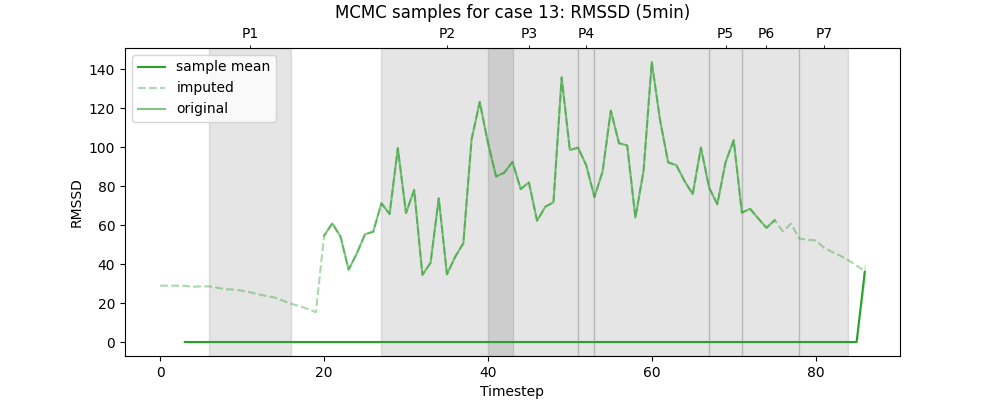 MCMC samples for case 13: RMSSD (5min)
P1 P2 P3 P4 P5 P6 P7
sample mean
imputed
original
140
120
100
80
60
40
20
0
RMSSD
0 20 40 60 80
Timestep